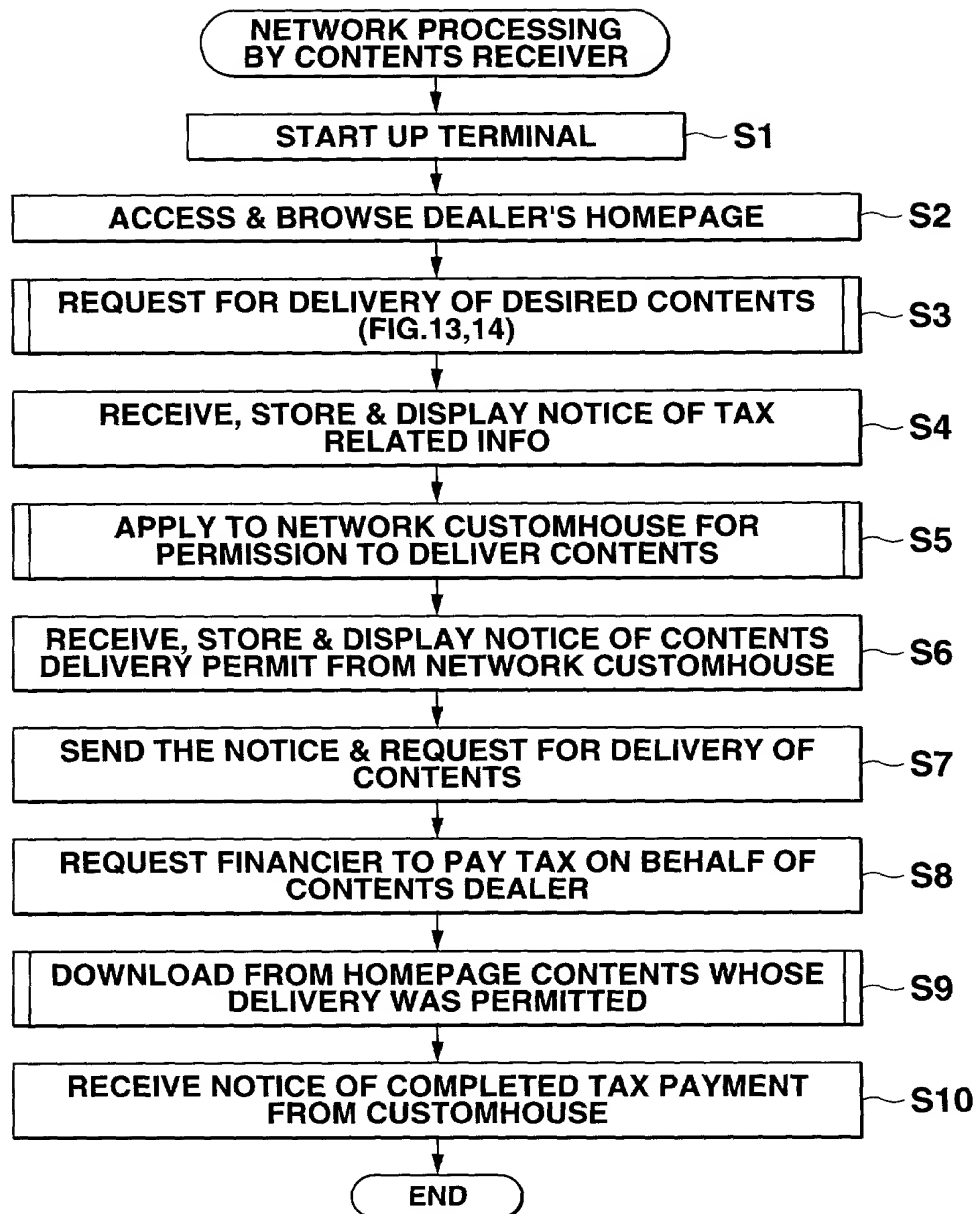 NETWORK PROCESSING
BY CONTENTS RECEIVER
START UP TERMINAL
S1
ACCESS & BROWSE DEALER'S HOMEPAGE
S2
REQUEST FOR DELIVERY OF DESIRED CONTENTS
(FIG.13,14)
S3
RECEIVE, STORE & DISPLAY NOTICE OF TAX
RELATED INFO
S4
APPLY TO NETWORK CUSTOMHOUSE FOR
PERMISSION TO DELIVER CONTENTS
S5
RECEIVE, STORE & DISPLAY NOTICE OF CONTENTS
DELIVERY PERMIT FROM NETWORK CUSTOMHOUSE
S6
SEND THE NOTICE & REQUEST FOR DELIVERY OF
CONTENTS
S7
REQUEST FINANCIER TO PAY TAX ON BEHALF OF
CONTENTS DEALER
S8
DOWNLOAD FROM HOMEPAGE CONTENTS WHOSE
DELIVERY WAS PERMITTED
S9
RECEIVE NOTICE OF COMPLETED TAX PAYMENT
FROM CUSTOMHOUSE
S10
END